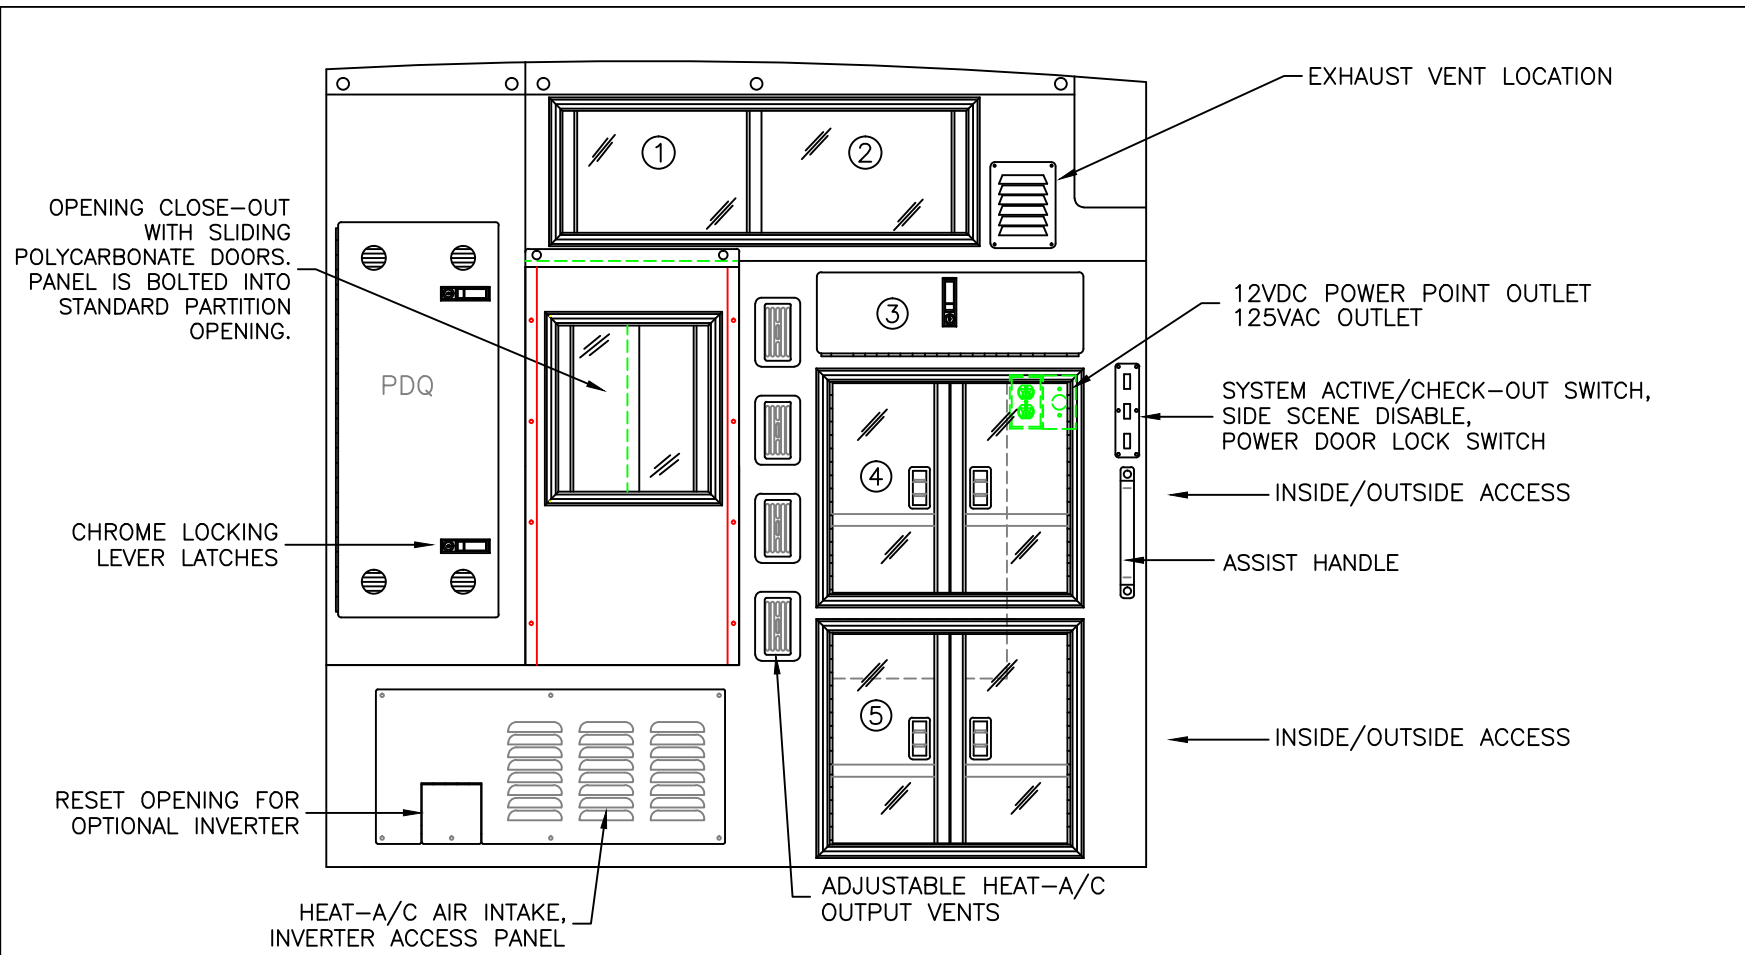 EXHAUST VENT LOCATION
1
2
OPENING CLOSE-OUT
WITH SLIDING
POLYCARBONATE DOORS.
PANEL IS BOLTED INTO
STANDARD PARTITION
OPENING.
3
12VDC POWER POINT OUTLET
125VAC OUTLET
PDQ
SYSTEM ACTIVE/CHECK-OUT SWITCH,
SIDE SCENE DISABLE,
POWER DOOR LOCK SWITCH
4
INSIDE/OUTSIDE ACCESS
CHROME LOCKING
LEVER LATCHES
ASSIST HANDLE
5
INSIDE/OUTSIDE ACCESS
RESET OPENING FOR
OPTIONAL INVERTER
ADJUSTABLE HEAT-A/C
OUTPUT VENTS
HEAT-A/C AIR INTAKE,
INVERTER ACCESS PANEL